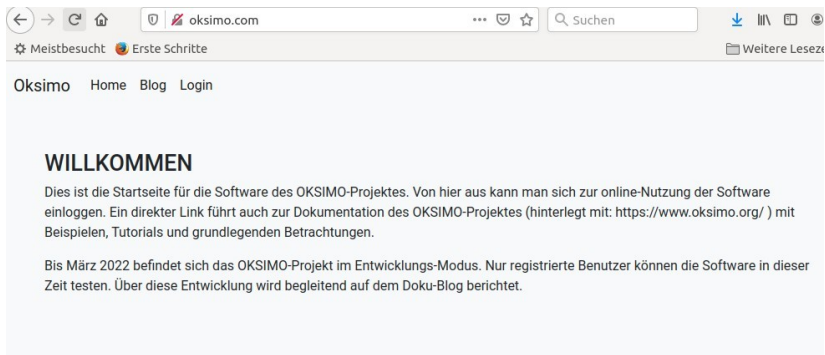 oksimo.com
Suchen
Meistbesucht Erste Schritte
Weitere Leseze
Oksimo Home Blog Login
WILLKOMMEN
Dies ist die Startseite für die Software des OKSIMO-Projektes. Von hier aus kann man sich zur online-Nutzung der Software
einloggen. Ein direkter Link führt auch zur Dokumentation des OKSIMO-Projektes (hinterlegt mit: https://www.oksimo.org/ ) mit
Beispielen, Tutorials und grundlegenden Betrachtungen.
Bis März 2022 befindet sich das OKSIMO-Projekt im Entwicklungs-Modus. Nur registrierte Benutzer können die Software in dieser
Zeit testen. Über diese Entwicklung wird begleitend auf dem Doku-Blog berichtet.